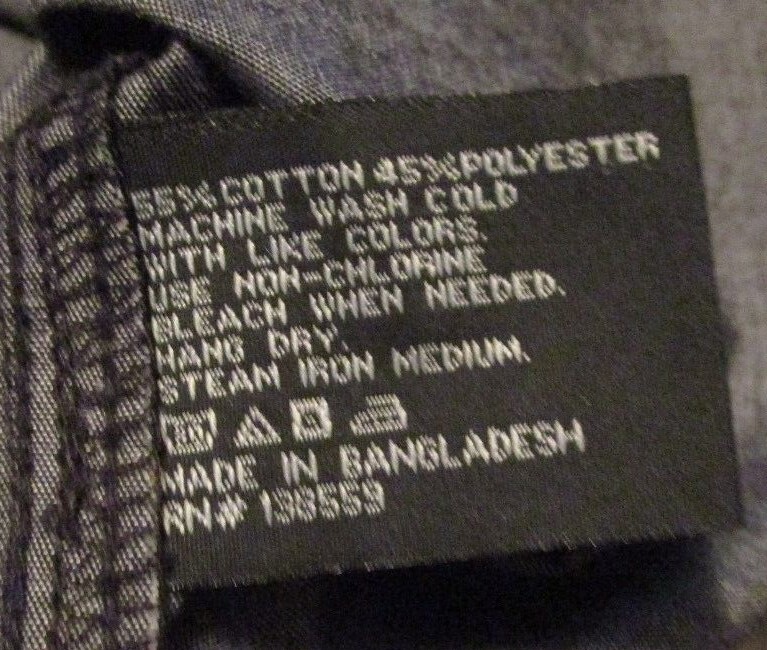 55% COTTON 45% POLYESTER
MACHINE WASH COLD
WITH LIKE COLORS.
USE NON-CHLORINE
BLEACH WHEN NEEDED.
HANG DRY.
STEAM IRON MEDIUM.
MADE IN BANGLADESH
RN#